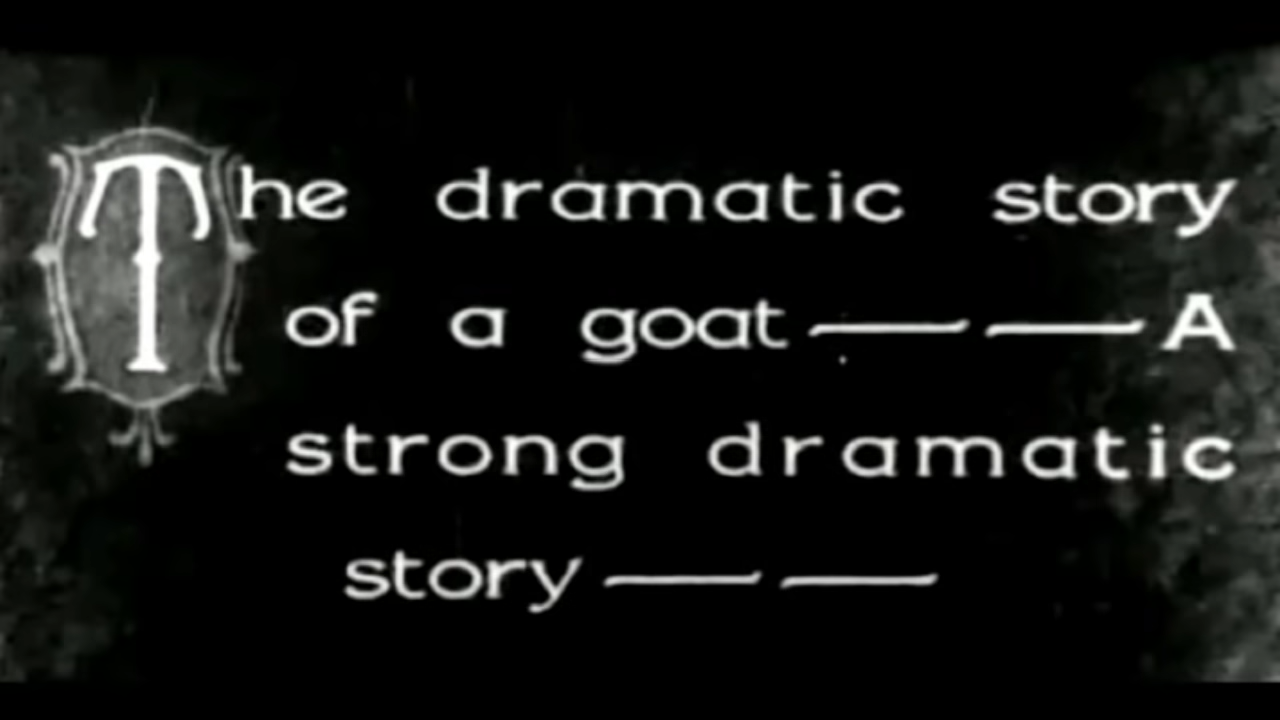 The dramatic story
of a goat — — A
strong dramatic
story — —